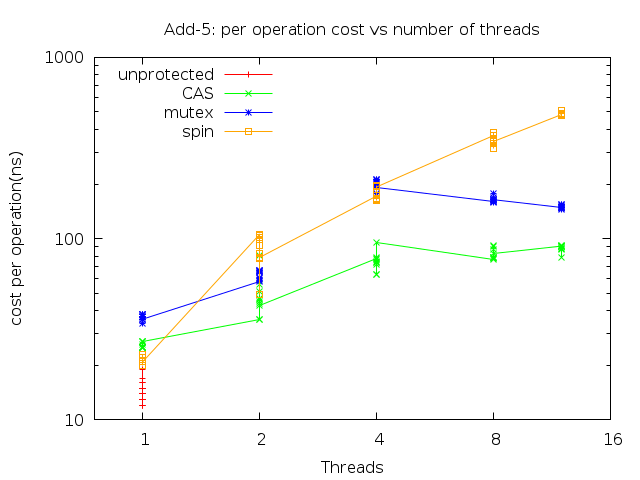 Add-5: per operation cost vs number of threads
1000
unprotected
CAS
mutex
spin
cost per operation(ns)
100
10
1 2 4 8 16
Threads